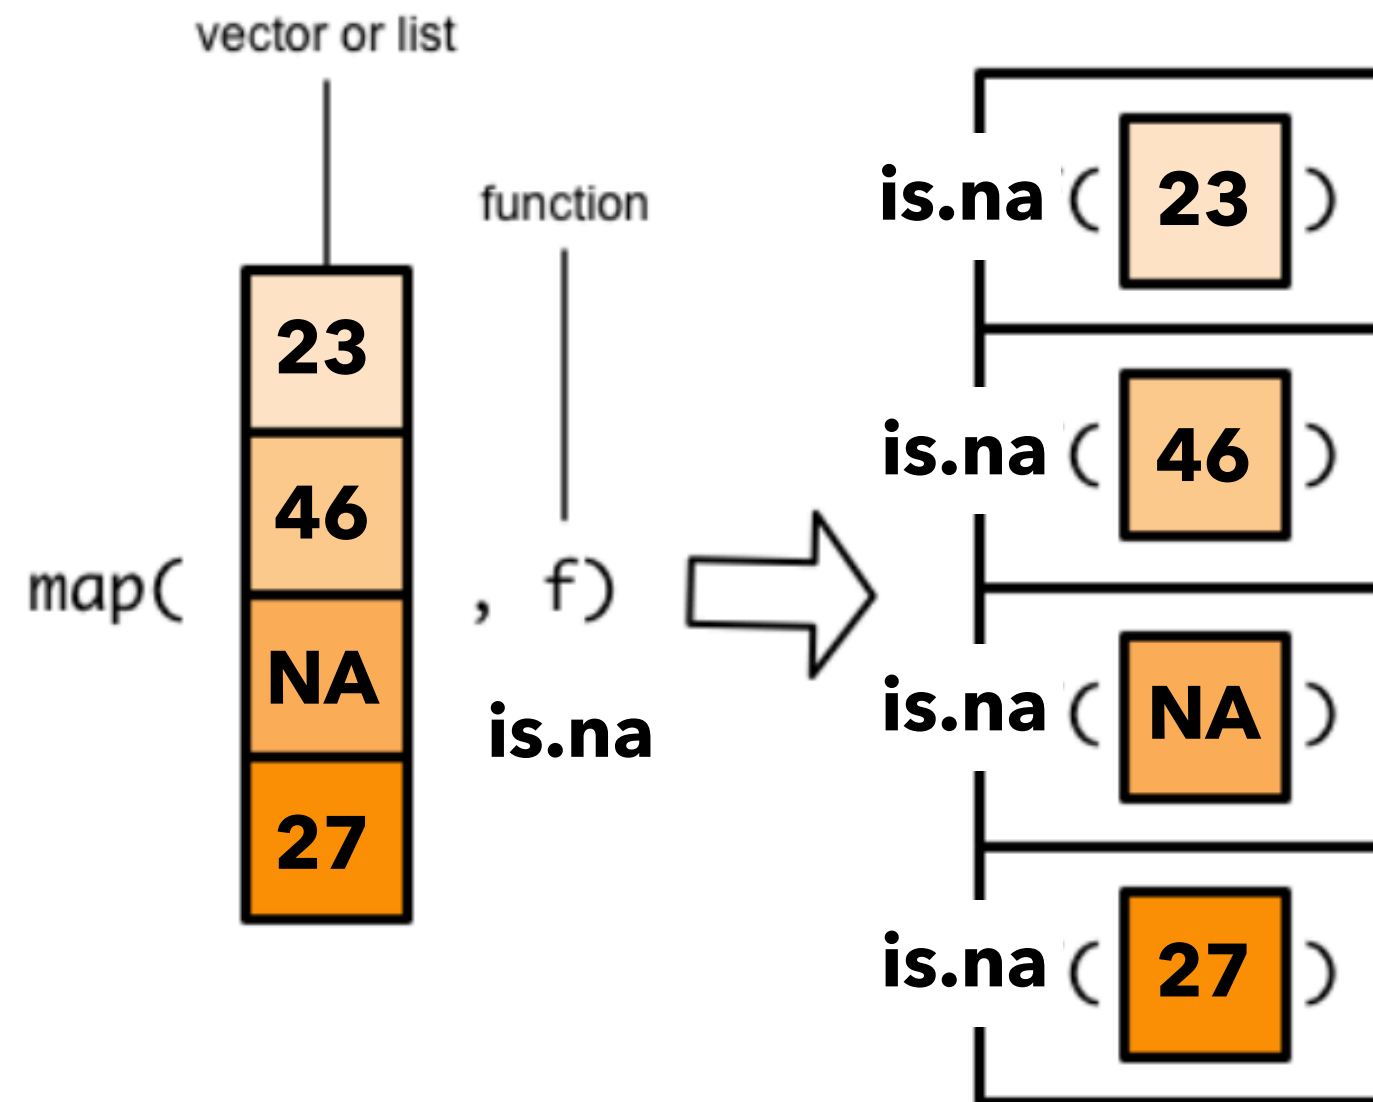 vector or list
function
23
46
NA
27
map( , f)
is.na
is.na ( 23 )
is.na ( 46 )
is.na ( NA )
is.na ( 27 )